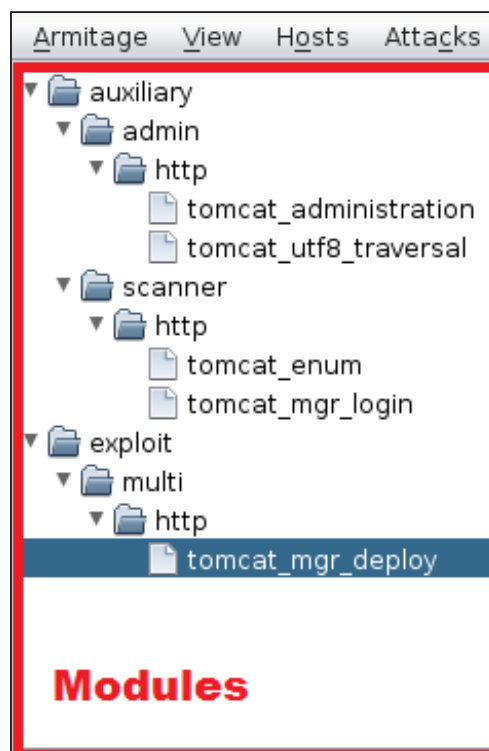 Armitage View Hosts Attacks
auxiliary
admin
http
tomcat_administration
tomcat_utf8_traversal
scanner
http
tomcat_enum
tomcat_mgr_login
exploit
multi
http
tomcat_mgr_deploy
Modules